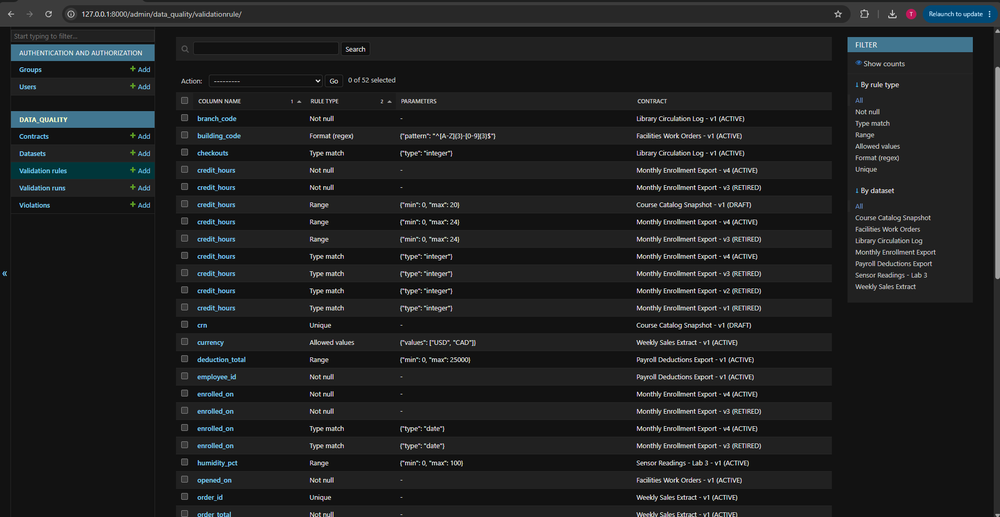 127.0.0.1:8000/admin/data_quality/validationrule/
T
Relaunch to update
Start typing to filter...
AUTHENTICATION AND AUTHORIZATION
Groups Add
Users Add
DATA_QUALITY
Contracts Add
Datasets Add
Validation rules Add
Validation runs Add
Violations Add
«
Search
Action: --------- Go 0 of 52 selected
COLUMN NAME 1 RULE TYPE 2 PARAMETERS CONTRACT
branch_code Not null - Library Circulation Log - v1 (ACTIVE)
building_code Format (regex) {"pattern": "^[A-Z]{3}-[0-9]{3}$"} Facilities Work Orders - v1 (ACTIVE)
checkouts Type match {"type": "integer"} Library Circulation Log - v1 (ACTIVE)
credit_hours Not null - Monthly Enrollment Export - v4 (ACTIVE)
credit_hours Not null - Monthly Enrollment Export - v3 (RETIRED)
credit_hours Range {"min": 0, "max": 20} Course Catalog Snapshot - v1 (DRAFT)
credit_hours Range {"min": 0, "max": 24} Monthly Enrollment Export - v4 (ACTIVE)
credit_hours Range {"min": 0, "max": 24} Monthly Enrollment Export - v3 (RETIRED)
credit_hours Type match {"type": "integer"} Monthly Enrollment Export - v4 (ACTIVE)
credit_hours Type match {"type": "integer"} Monthly Enrollment Export - v3 (RETIRED)
credit_hours Type match {"type": "integer"} Monthly Enrollment Export - v2 (RETIRED)
credit_hours Type match {"type": "integer"} Monthly Enrollment Export - v1 (RETIRED)
crn Unique - Course Catalog Snapshot - v1 (DRAFT)
currency Allowed values {"values": ["USD", "CAD"]} Weekly Sales Extract - v1 (ACTIVE)
deduction_total Range {"min": 0, "max": 25000} Payroll Deductions Export - v1 (ACTIVE)
employee_id Not null - Payroll Deductions Export - v1 (ACTIVE)
enrolled_on Not null - Monthly Enrollment Export - v4 (ACTIVE)
enrolled_on Not null - Monthly Enrollment Export - v3 (RETIRED)
enrolled_on Type match {"type": "date"} Monthly Enrollment Export - v4 (ACTIVE)
enrolled_on Type match {"type": "date"} Monthly Enrollment Export - v3 (RETIRED)
humidity_pct Range {"min": 0, "max": 100} Sensor Readings - Lab 3 - v1 (ACTIVE)
opened_on Not null - Facilities Work Orders - v1 (ACTIVE)
order_id Unique - Weekly Sales Extract - v1 (ACTIVE)
order_total Not null - Weekly Sales Extract - v1 (ACTIVE)
FILTER
Show counts
↓ By rule type
All
Not null
Type match
Range
Allowed values
Format (regex)
Unique
↓ By dataset
All
Course Catalog Snapshot
Facilities Work Orders
Library Circulation Log
Monthly Enrollment Export
Payroll Deductions Export
Sensor Readings - Lab 3
Weekly Sales Extract